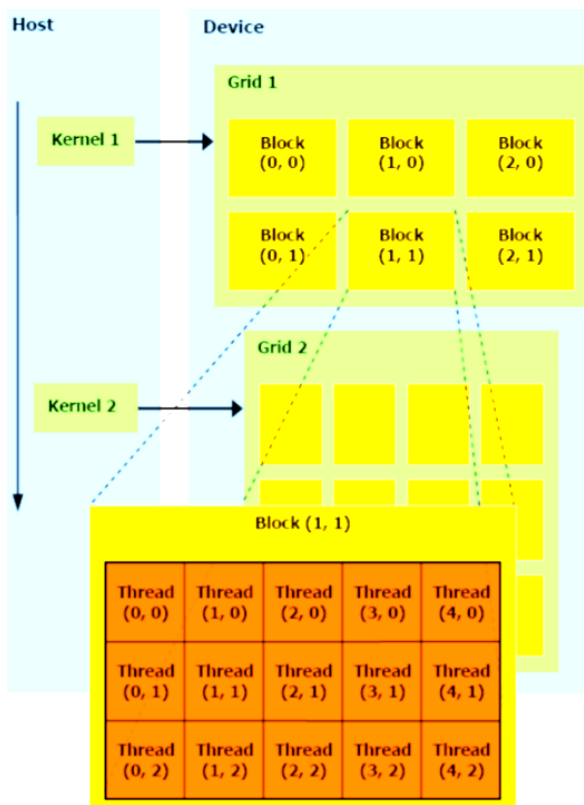 Host
Device
Grid 1
Kernel 1
Block
(0, 0)
Block
(1, 0)
Block
(2, 0)
Block
(0, 1)
Block
(1, 1)
Block
(2, 1)
Grid 2
Kernel 2
Block (1, 1)
Thread
(0, 0)
Thread
(1, 0)
Thread
(2, 0)
Thread
(3, 0)
Thread
(4, 0)
Thread
(0, 1)
Thread
(1, 1)
Thread
(2, 1)
Thread
(3, 1)
Thread
(4, 1)
Thread
(0, 2)
Thread
(1, 2)
Thread
(2, 2)
Thread
(3, 2)
Thread
(4, 2)